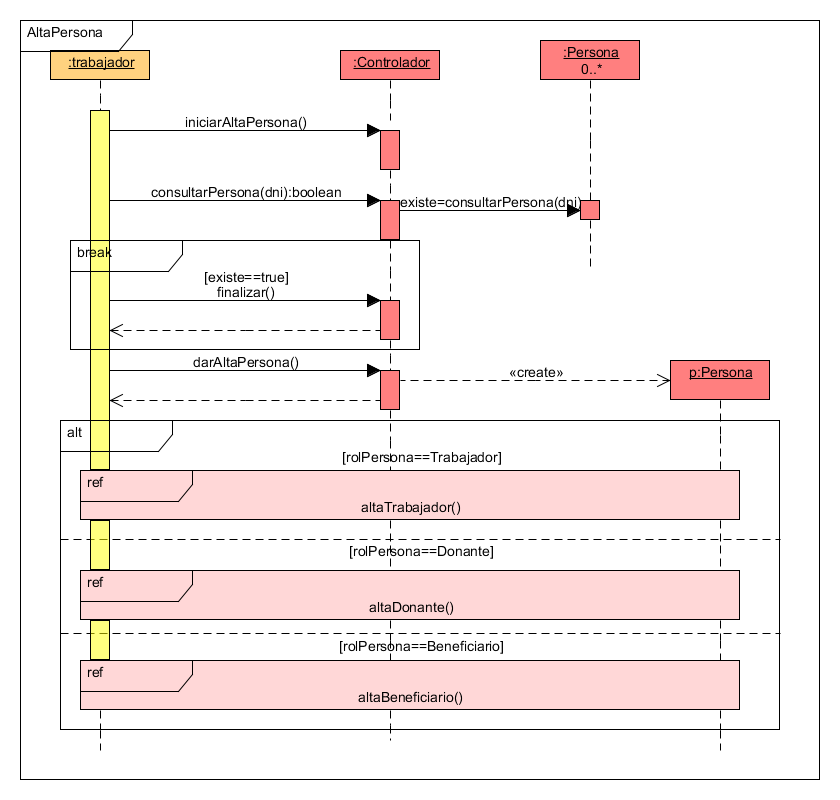 AltaPersona
:trabajador
:Controlador
:Persona
0..*
iniciarAltaPersona()
consultarPersona(dni):boolean
existe=consultarPersona(dni)
break
[existe==true]
finalizar()
darAltaPersona()
«create»
p:Persona
alt
[rolPersona==Trabajador]
ref
altaTrabajador()
[rolPersona==Donante]
ref
altaDonante()
[rolPersona==Beneficiario]
ref
altaBeneficiario()